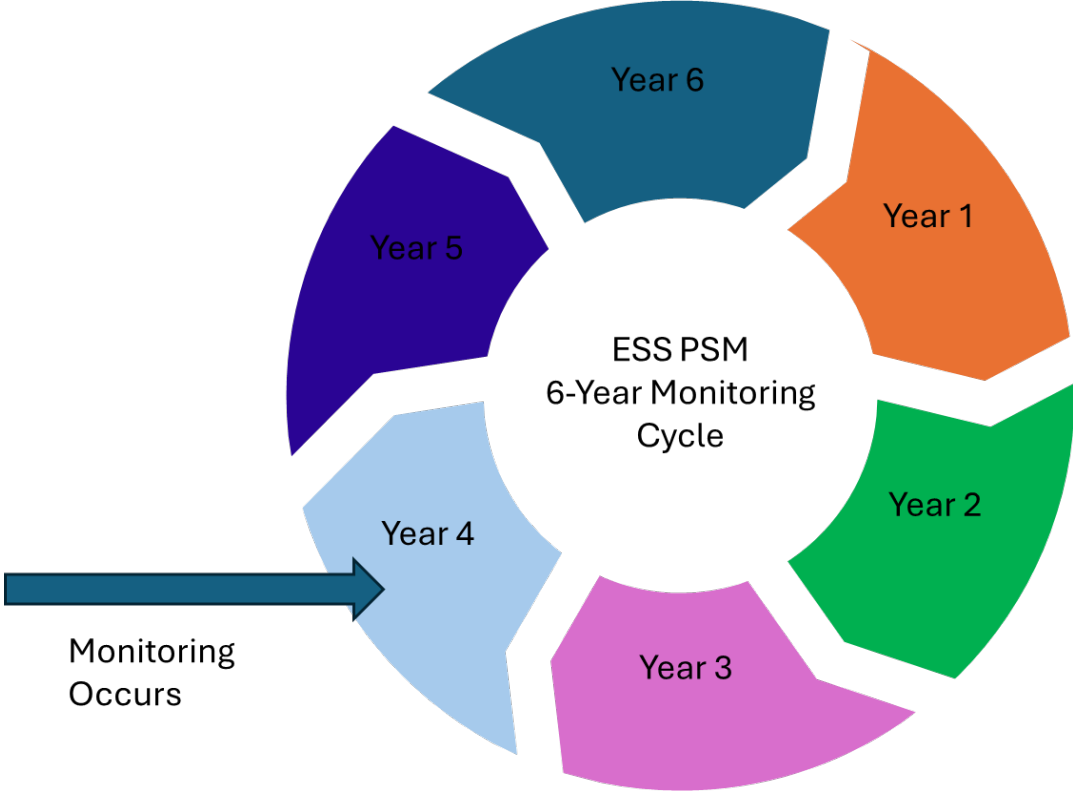 Year 6
Year 1
Year 5
ESS PSM
6-Year Monitoring
Cycle
Year 2
Year 4
Year 3
Monitoring
Occurs